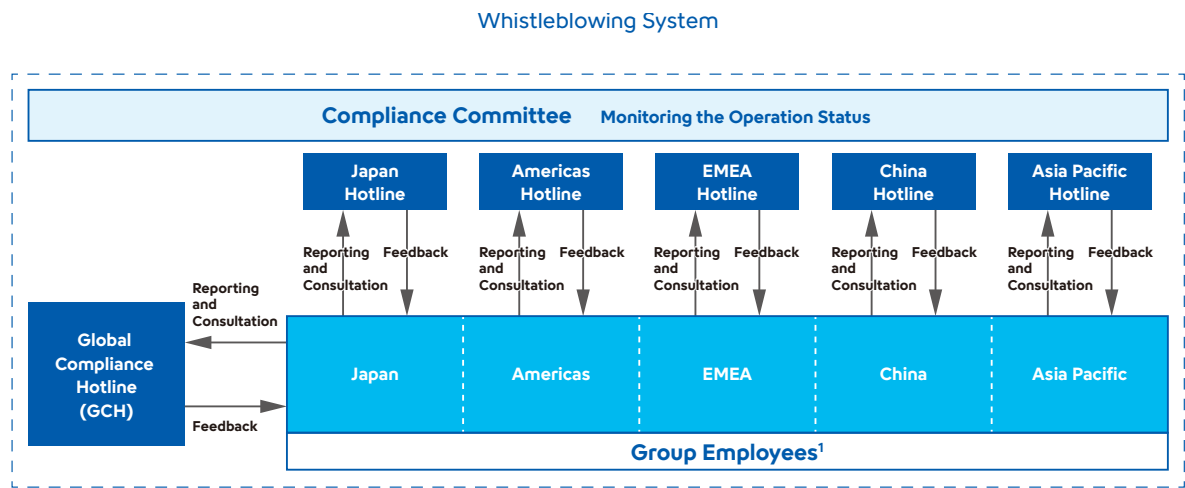 Whistleblowing System
Compliance Committee Monitoring the Operation Status
Japan
Hotline
Americas
Hotline
EMEA
Hotline
China
Hotline
Asia Pacific
Hotline
Reporting
and
Consultation
Feedback
Reporting
and
Consultation
Feedback
Reporting
and
Consultation
Feedback
Reporting
and
Consultation
Feedback
Reporting
and
Consultation
Feedback
Reporting
and
Consultation
Global
Compliance
Hotline
(GCH)
Feedback
Japan
Americas
EMEA
China
Asia Pacific
Group Employees¹